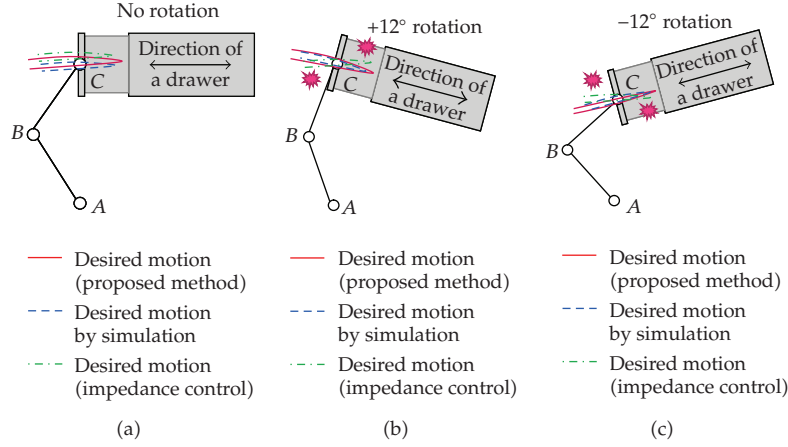 No rotation
Direction of
a drawer
C
B
A
Desired motion
(proposed method)
Desired motion
by simulation
Desired motion
(impedance control)
(a)
+12° rotation
Direction of
a drawer
C
B
A
Desired motion
(proposed method)
Desired motion
by simulation
Desired motion
(impedance control)
(b)
−12° rotation
Direction of
a drawer
C
B
A
Desired motion
(proposed method)
Desired motion
by simulation
Desired motion
(impedance control)
(c)